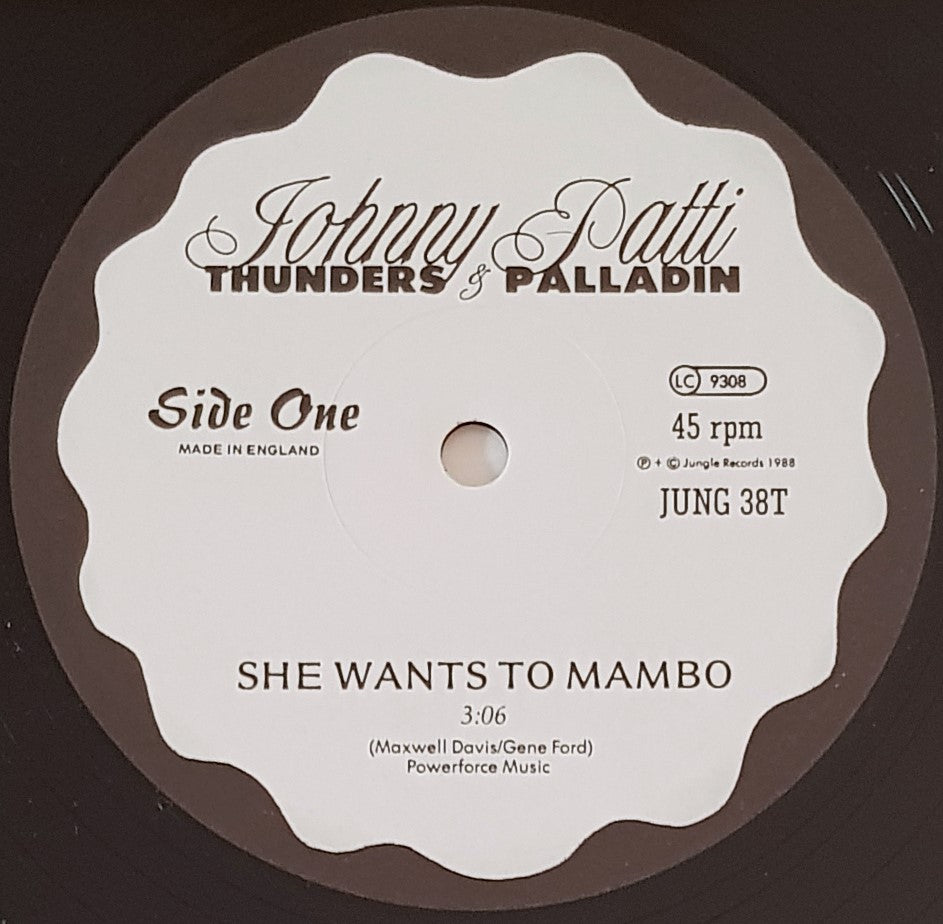 Johnny Patti
THUNDERS & PALLADIN
Side One
MADE IN ENGLAND
LC 9308
45 rpm
℗ + © Jungle Records 1988
JUNG 38T
SHE WANTS TO MAMBO
3:06
(Maxwell Davis/Gene Ford)
Powerforce Music